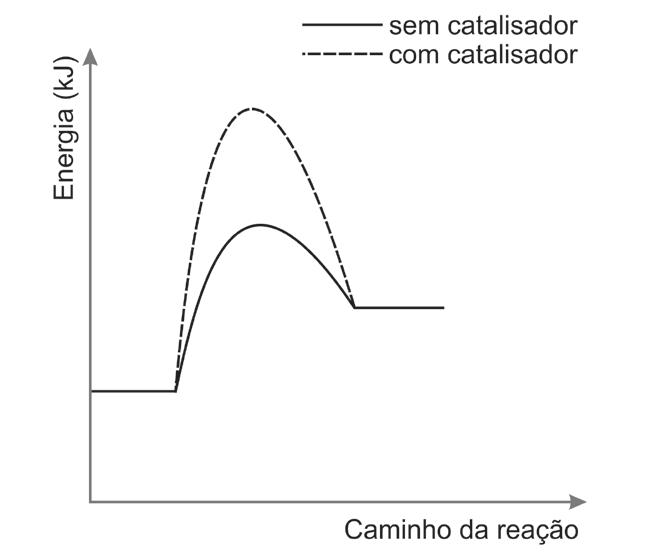 sem catalisador
com catalisador
Energia (kJ)
Caminho da reação